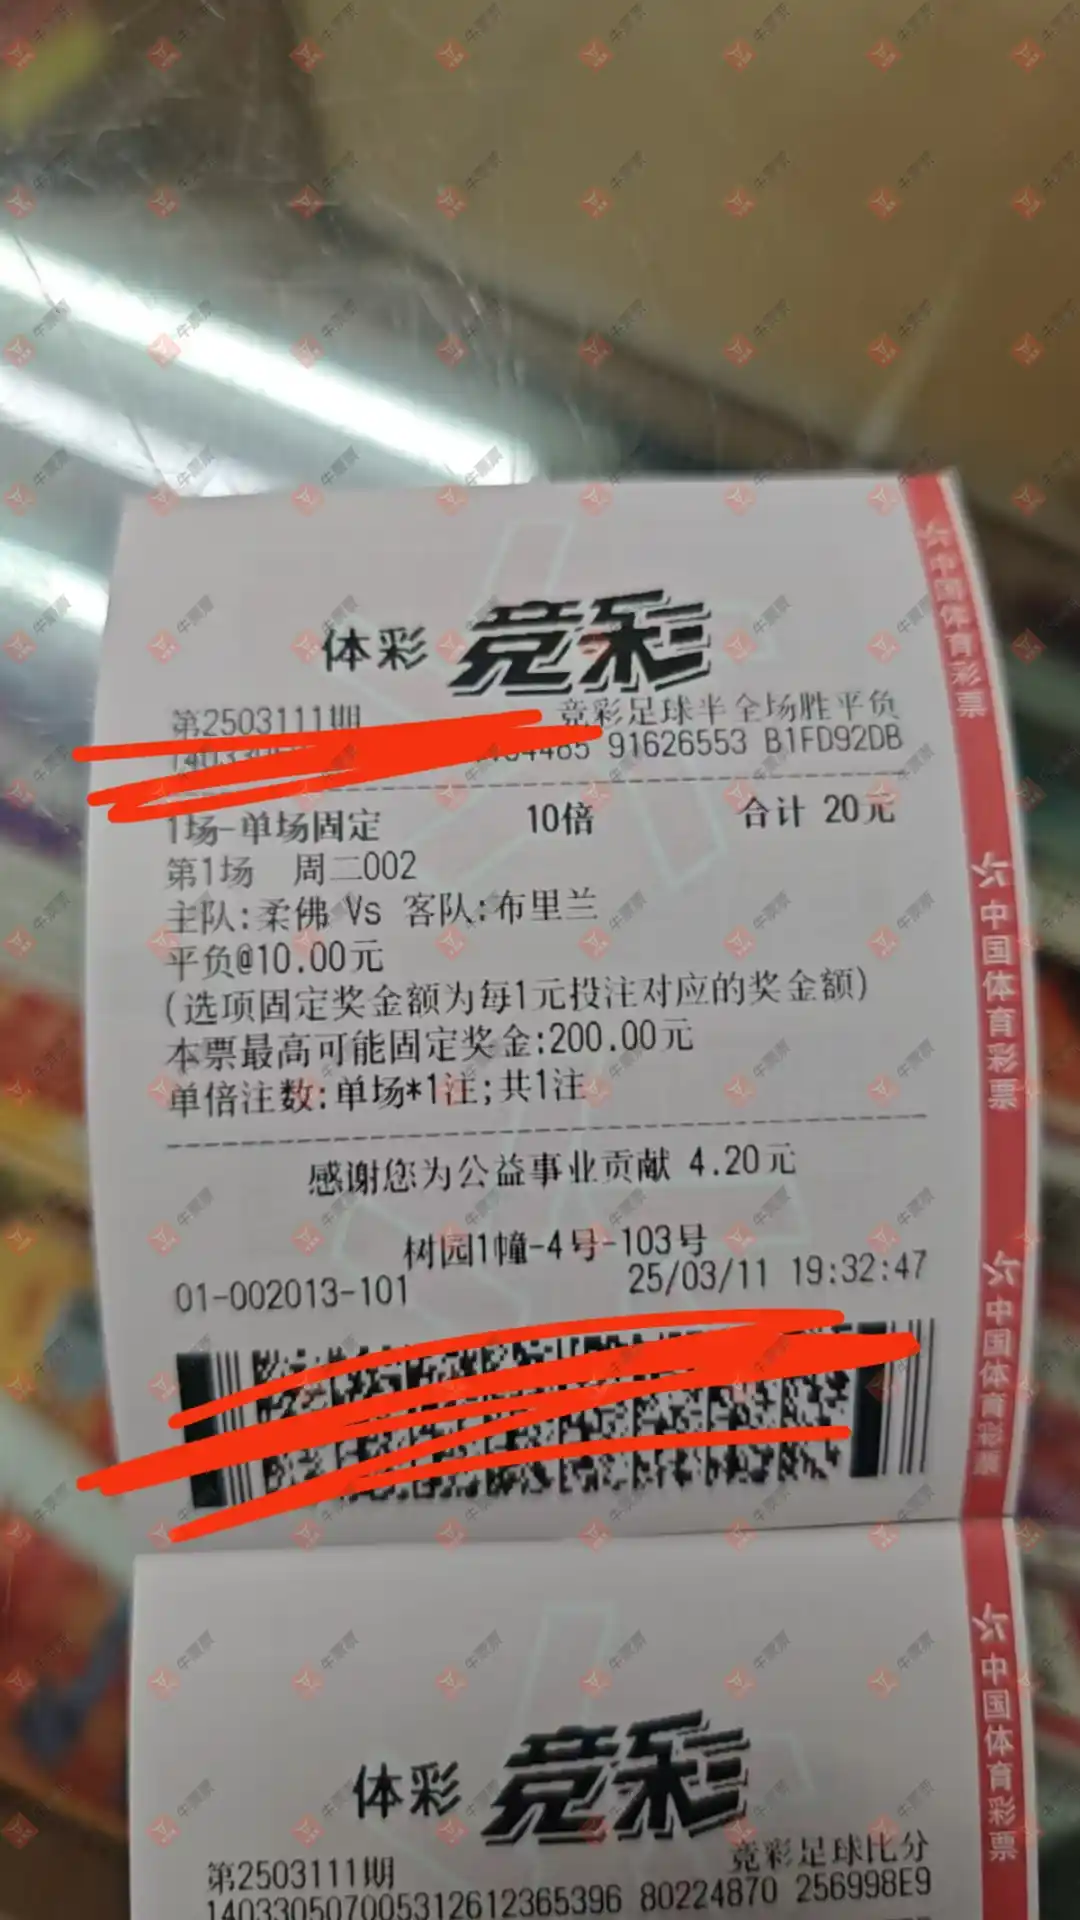 体彩 竞彩
第2503111期 竞彩足球半全场胜平负
91626553 B1FD92DB
1场-单场固定 10倍 合计 20元
第1场 周二002
主队:柔佛 Vs 客队:布里兰
平负@10.00元
(选项固定奖金额为每1元投注对应的奖金额)
本票最高可能固定奖金:200.00元
单倍注数:单场*1注;共1注
感谢您为公益事业贡献 4.20元
树园1幢-4号-103号
01-002013-101 25/03/11 19:32:47
体彩 竞彩
第2503111期 竞彩足球比分
140330507005312612365396 80224870 256998E9
中国体育彩票
中国体育彩票
中国体育彩票
中国体育彩票
牛票票